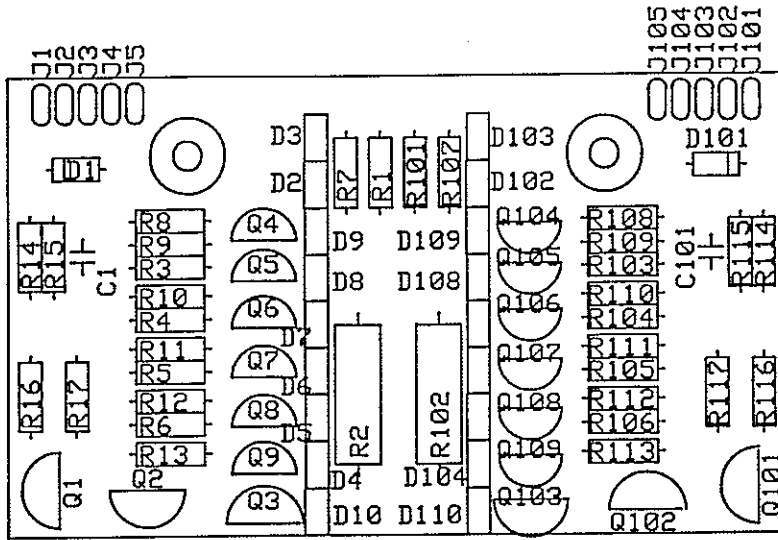 J1
J2
J3
J4
J5
J105
J104
J103
J102
J101
D3
D103
D101
D1
R7
R1
R101
R107
D2
D102
R8
Q4
Q104
R108
R14
R15
R9
D9
D109
R109
C101
R115
R114
R3
Q5
Q105
R103
C1
D8
D108
R10
Q6
Q106
R110
R4
R104
D7
R11
Q7
Q107
R111
R5
R105
R16
R17
D6
R117
R116
R12
Q8
Q108
R112
R6
D5
R2
R102
R106
R13
Q9
Q109
R113
Q1
Q2
D4
D104
Q101
Q3
Q103
D10
D110
Q102